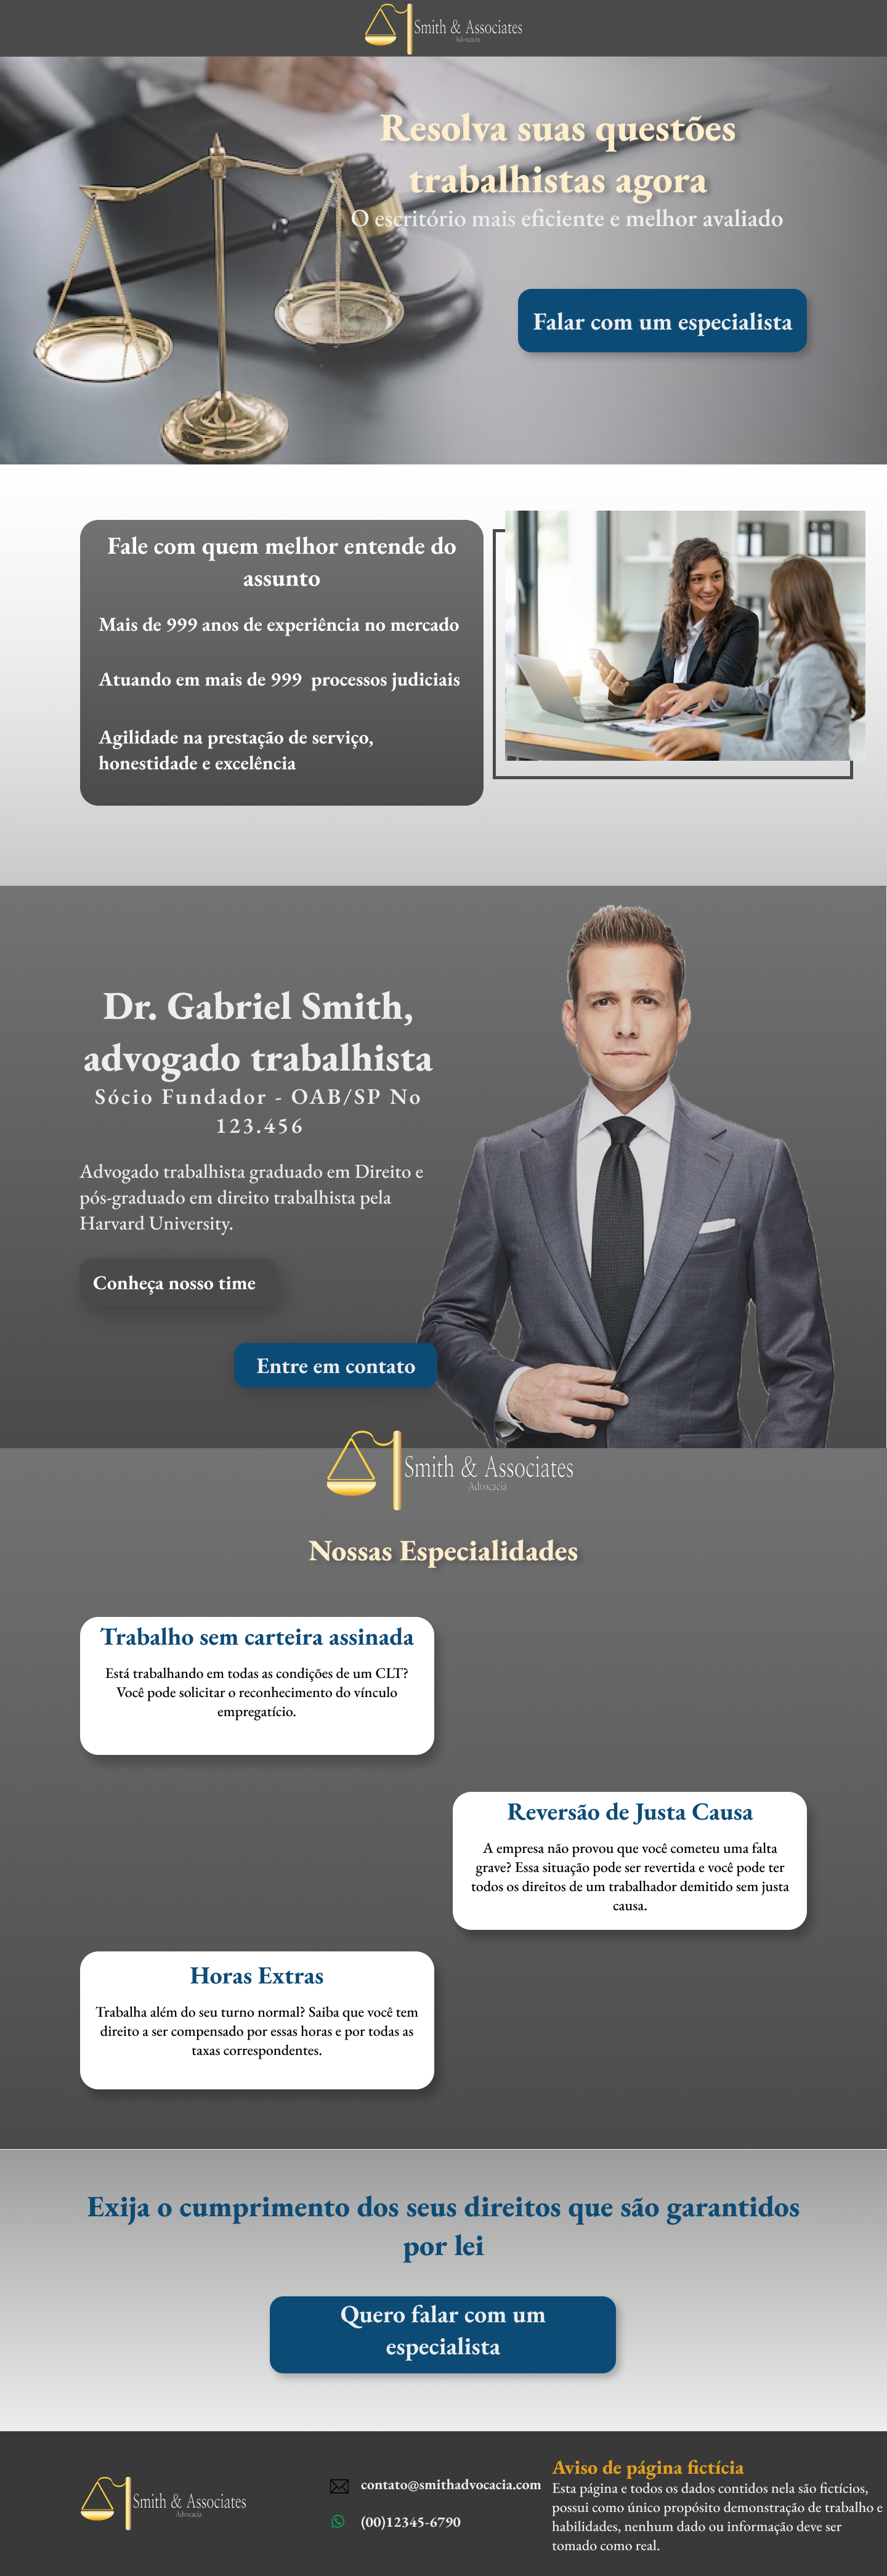 Smith & Associates
Advocacia
Resolva suas questões
trabalhistas agora
O escritório mais eficiente e melhor avaliado
Falar com um especialista
Fale com quem melhor entende do
assunto
Mais de 999 anos de experiência no mercado
Atuando em mais de 999 processos judiciais
Agilidade na prestação de serviço,
honestidade e excelência
Dr. Gabriel Smith,
advogado trabalhista
Sócio Fundador - OAB/SP No
123.456
Advogado trabalhista graduado em Direito e
pós-graduado em direito trabalhista pela
Harvard University.
Conheça nosso time
Entre em contato
Smith & Associates
Advocacia
Nossas Especialidades
Trabalho sem carteira assinada
Está trabalhando em todas as condições de um CLT?
Você pode solicitar o reconhecimento do vínculo
empregatício.
Reversão de Justa Causa
A empresa não provou que você cometeu uma falta
grave? Essa situação pode ser revertida e você pode ter
todos os direitos de um trabalhador demitido sem justa
causa.
Horas Extras
Trabalha além do seu turno normal? Saiba que você tem
direito a ser compensado por essas horas e por todas as
taxas correspondentes.
Exija o cumprimento dos seus direitos que são garantidos
por lei
Quero falar com um
especialista
Smith & Associates
Advocacia
contato@smithadvocacia.com
(00)12345-6790
Aviso de página fictícia
Esta página e todos os dados contidos nela são fictícios,
possui como único propósito demonstração de trabalho e
habilidades, nenhum dado ou informação deve ser
tomado como real.